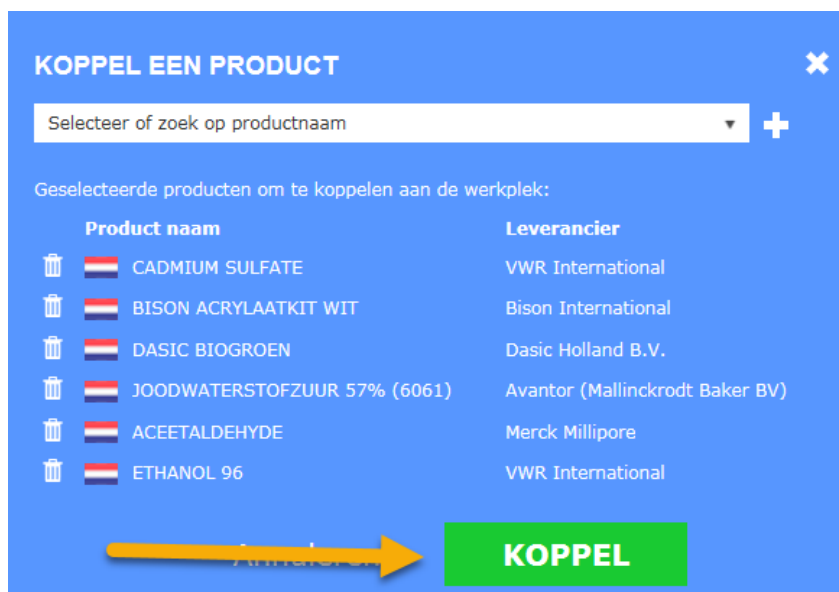 KOPPEL EEN PRODUCT
Selecteer of zoek op productnaam
Geselecteerde producten om te koppelen aan de werkplek:
Product naam Leverancier
CADMIUM SULFATE VWR International
BISON ACRYLAATKIT WIT Bison International
DASIC BIOGROEN Dasic Holland B.V.
JOODWATERSTOFZUUR 57% (6061) Avantor (Mallinckrodt Baker BV)
ACEETALDEHYDE Merck Millipore
ETHANOL 96 VWR International
KOPPEL